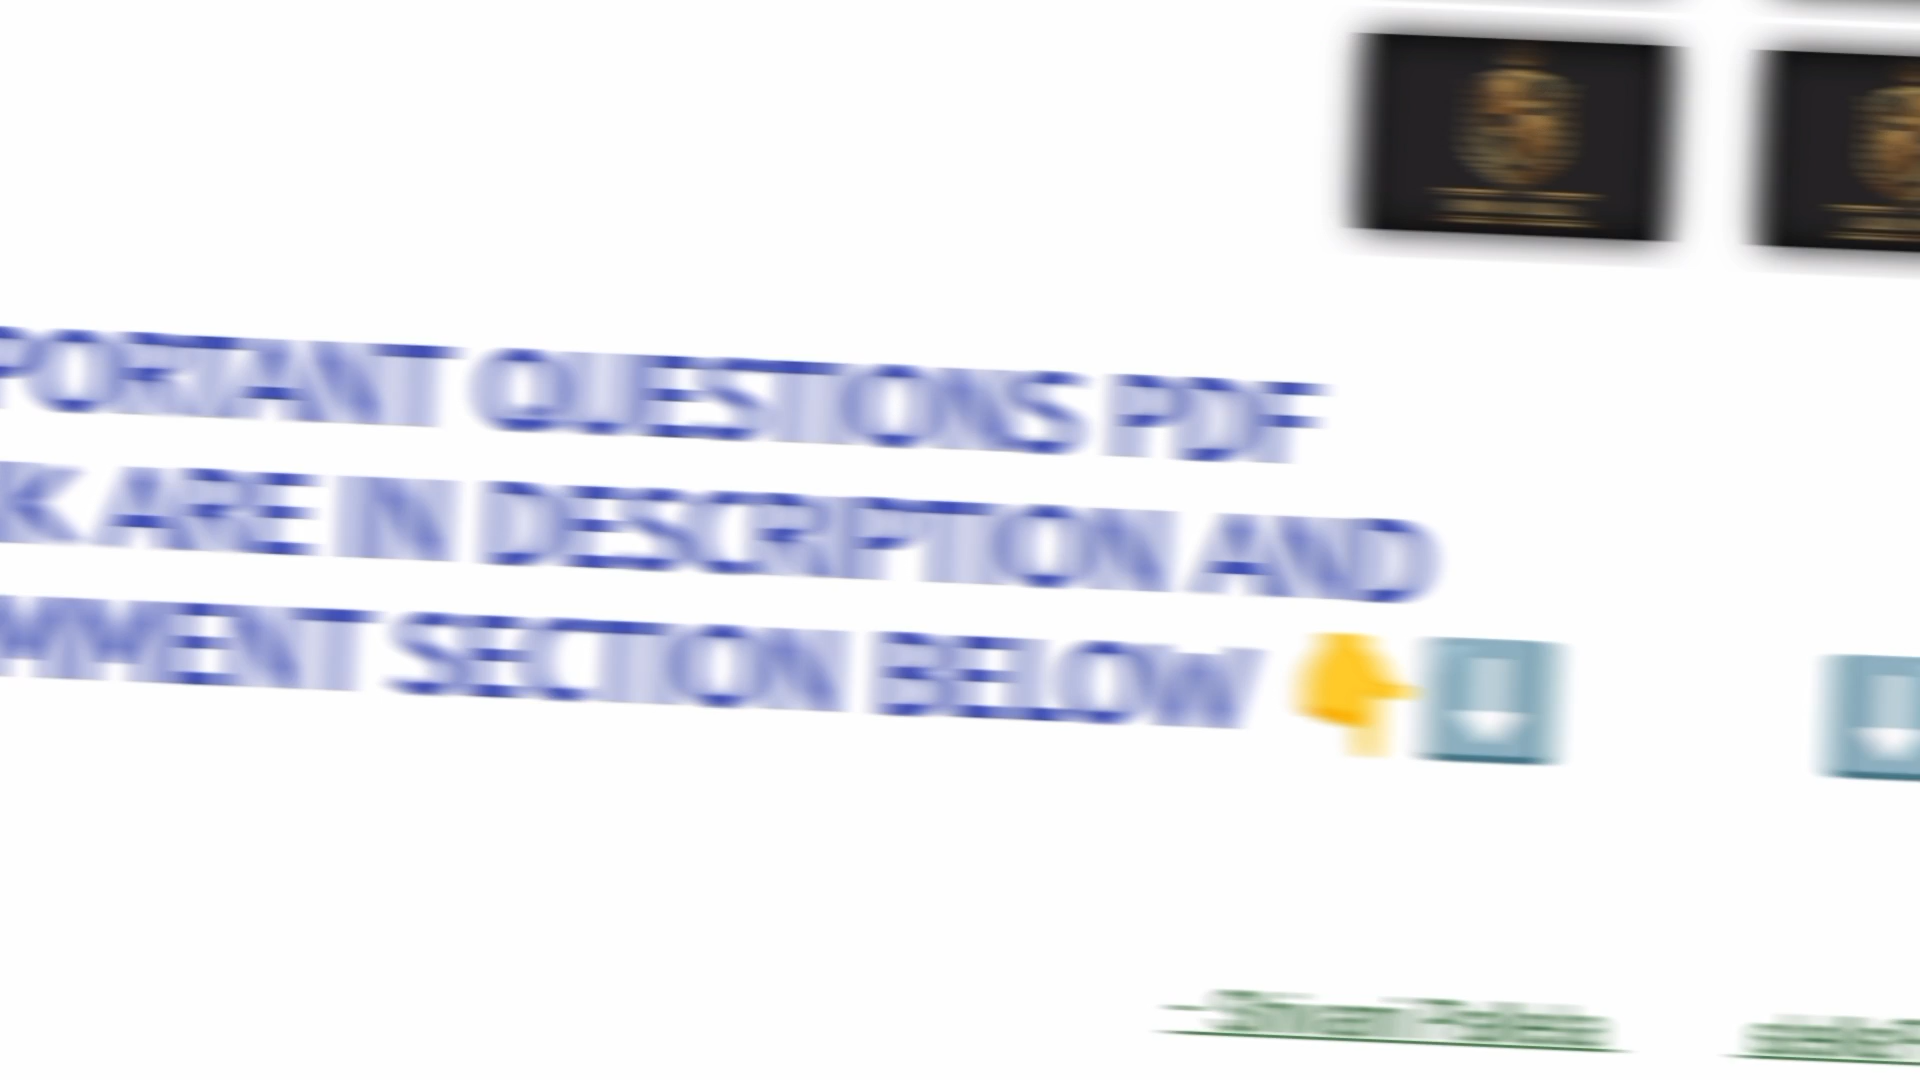 PORTANT QUESTIONS PDF
K ARE IN DESCRIPTION AND
MMENT SECTION BELOW 👇⬇️ ⬇